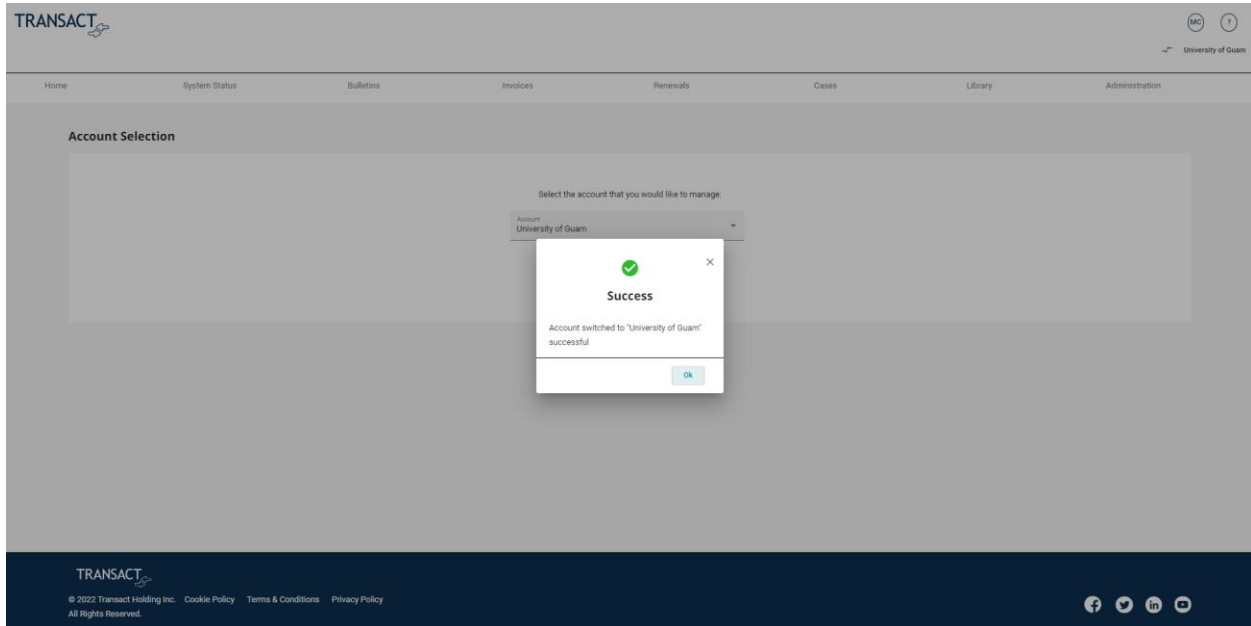 TRANSACT
MC ?
University of Guam
Home System Status Bulletins Invoices Renewals Cases Library Administration
Account Selection
Select the account that you would like to manage:
Account
University of Guam
Success
Account switched to "University of Guam"
successful
Ok
TRANSACT
© 2022 Transact Holding Inc. Cookie Policy Terms & Conditions Privacy Policy
All Rights Reserved.